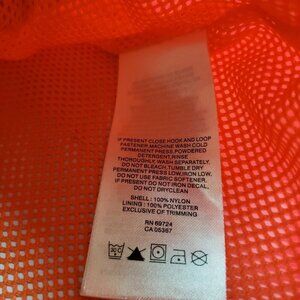 IF PRESENT CLOSE HOOK AND LOOP
FASTENER,MACHINE WASH COLD
PERMANENT PRESS,POWDERED
DETERGENT,RINSE
THOROUGHLY,WASH SEPARATELY,
DO NOT BLEACH,TUMBLE DRY
PERMANENT PRESS LOW,IRON LOW,
DO NOT USE FABRIC SOFTENER,
IF PRESENT DO NOT IRON DECAL,
DO NOT DRYCLEAN
SHELL : 100% NYLON
LINING : 100% POLYESTER
EXCLUSIVE OF TRIMMING
RN 69724
CA 05367